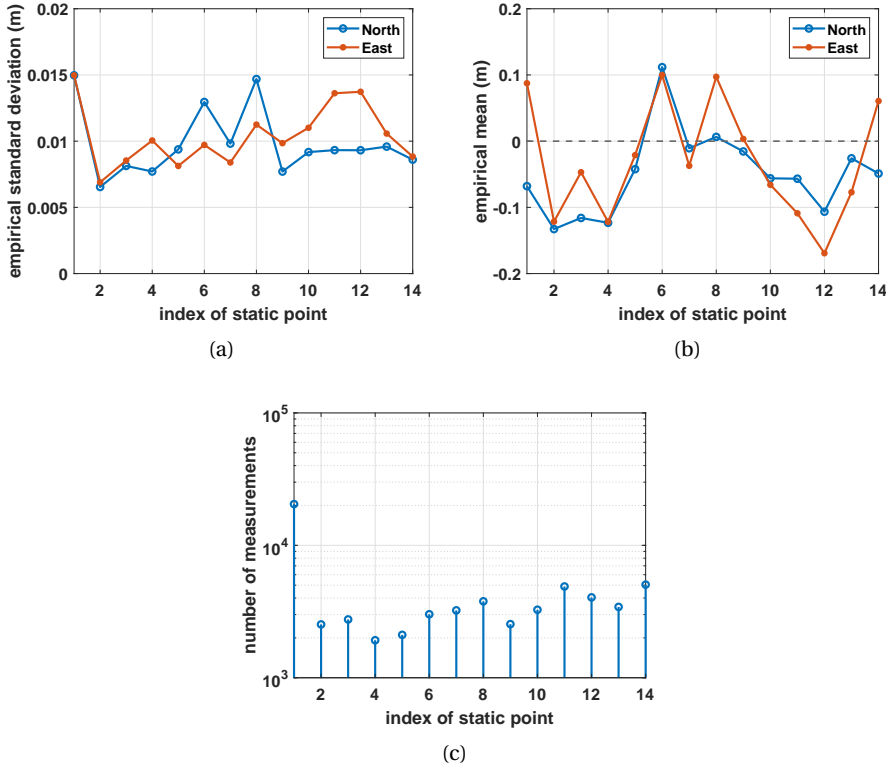 empirical standard deviation (m)
0.02
0.015
0.01
0.005
0
2 4 6 8 10 12 14
index of static point
North
East
(a)
empirical mean (m)
0.2
0.1
0
-0.1
-0.2
2 4 6 8 10 12 14
index of static point
North
East
(b)
number of measurements
10^5
10^4
10^3
2 4 6 8 10 12 14
index of static point
(c)